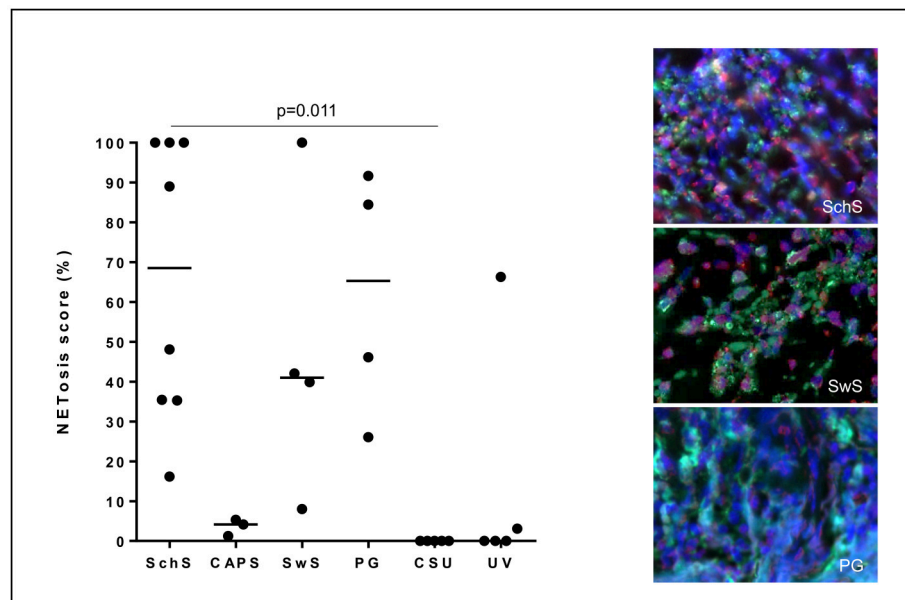 p=0.011
NETosis score (%)
100
90
80
70
60
50
40
30
20
10
0
SchS CAPS SwS PG CSU UV
SchS
SwS
PG